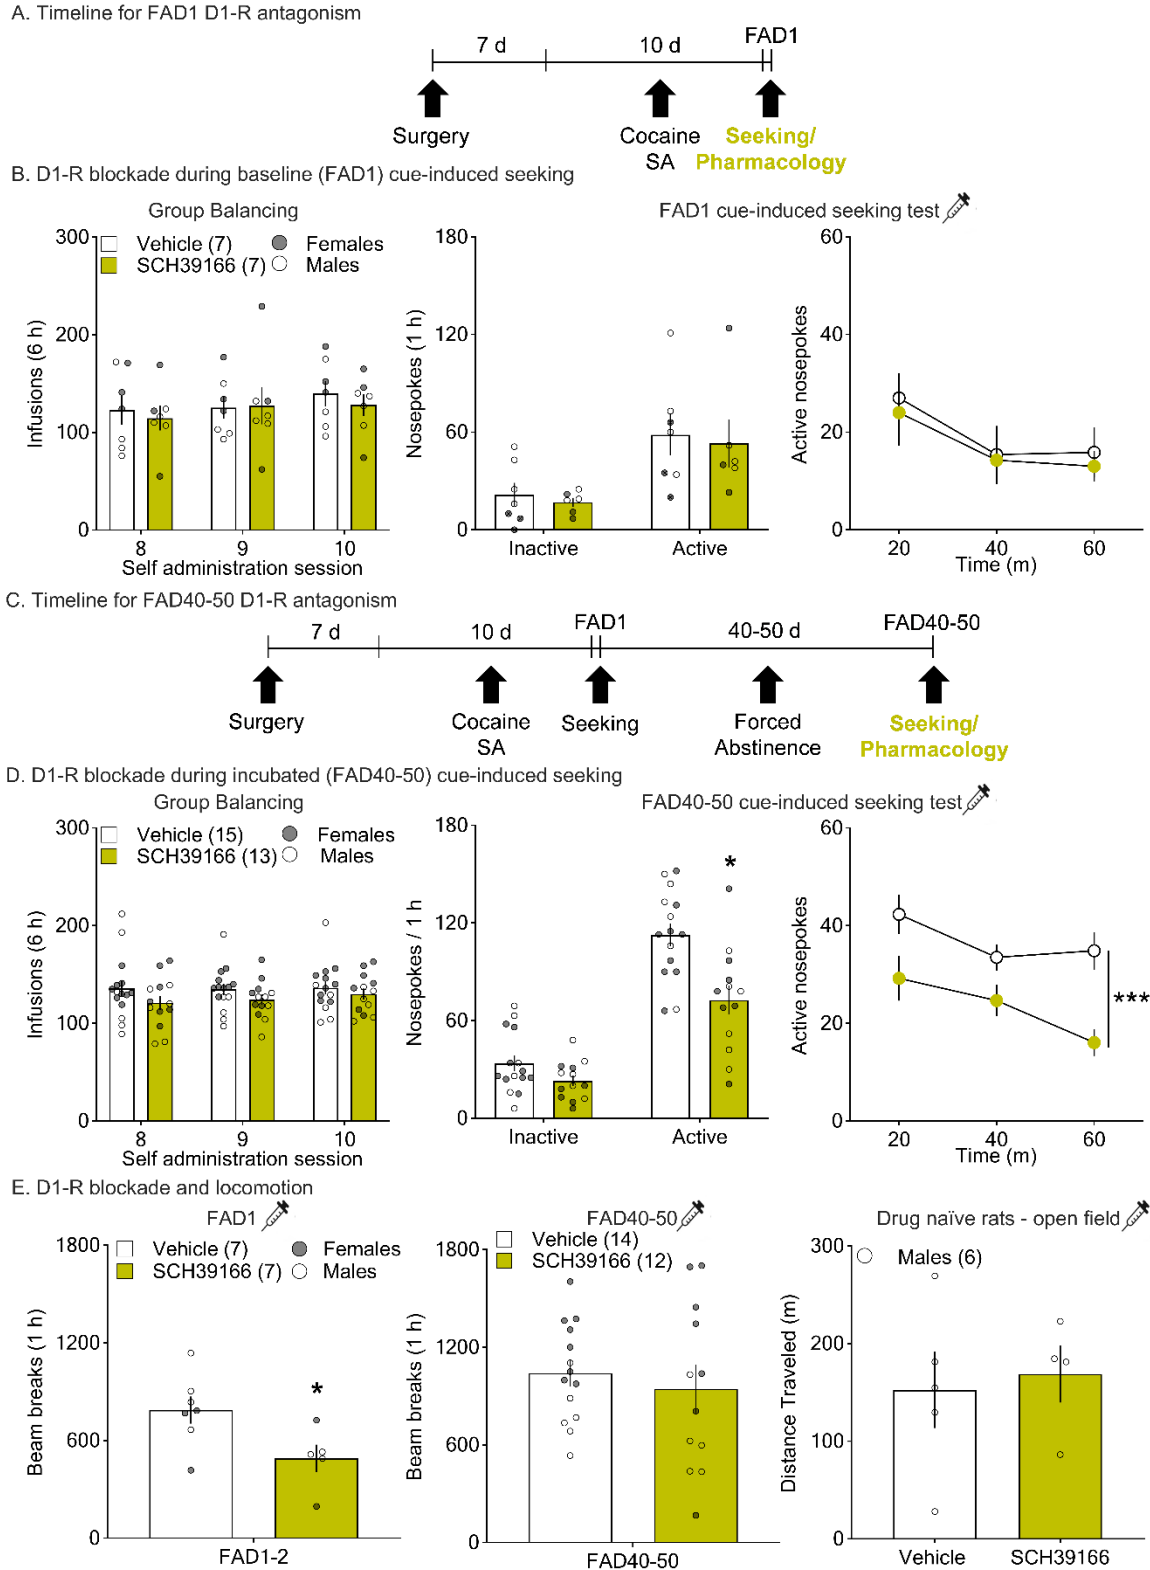 A. Timeline for FAD1 D1-R antagonism
FAD1
7 d
10 d
Surgery
Cocaine
SA
Seeking/
Pharmacology
B. D1-R blockade during baseline (FAD1) cue-induced seeking
Group Balancing
FAD1 cue-induced seeking test
Vehicle (7)
Females
SCH39166 (7)
Males
300
200
100
0
Infusions (6 h)
8
9
10
Self administration session
180
120
60
0
Nosepokes (1 h)
Inactive
Active
60
40
20
0
Active nosepokes
20
40
60
Time (m)
C. Timeline for FAD40-50 D1-R antagonism
FAD1
FAD40-50
7 d
10 d
40-50 d
Surgery
Cocaine
SA
Seeking
Forced
Abstinence
Seeking/
Pharmacology
D. D1-R blockade during incubated (FAD40-50) cue-induced seeking
Group Balancing
FAD40-50 cue-induced seeking test
Vehicle (15)
Females
SCH39166 (13)
Males
300
200
100
0
Infusions (6 h)
8
9
10
Self administration session
180
120
60
0
Nosepokes / 1 h
*
Inactive
Active
60
40
20
0
Active nosepokes
***
20
40
60
Time (m)
E. D1-R blockade and locomotion
FAD1
Vehicle (7)
Females
SCH39166 (7)
Males
1800
1200
600
0
Beam breaks (1 h)
*
FAD1-2
FAD40-50
Vehicle (14)
SCH39166 (12)
1800
1200
600
0
Beam breaks (1 h)
FAD40-50
Drug naïve rats - open field
Males (6)
300
200
100
0
Distance Traveled (m)
Vehicle
SCH39166